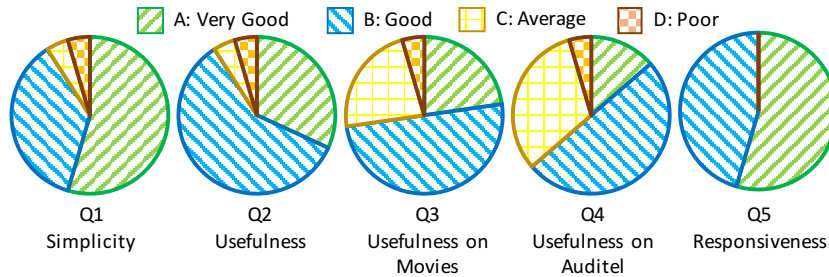 A: Very Good B: Good C: Average D: Poor
Q1 Q2 Q3 Q4 Q5
Simplicity Usefulness Usefulness on Usefulness on Responsiveness
Movies Auditel